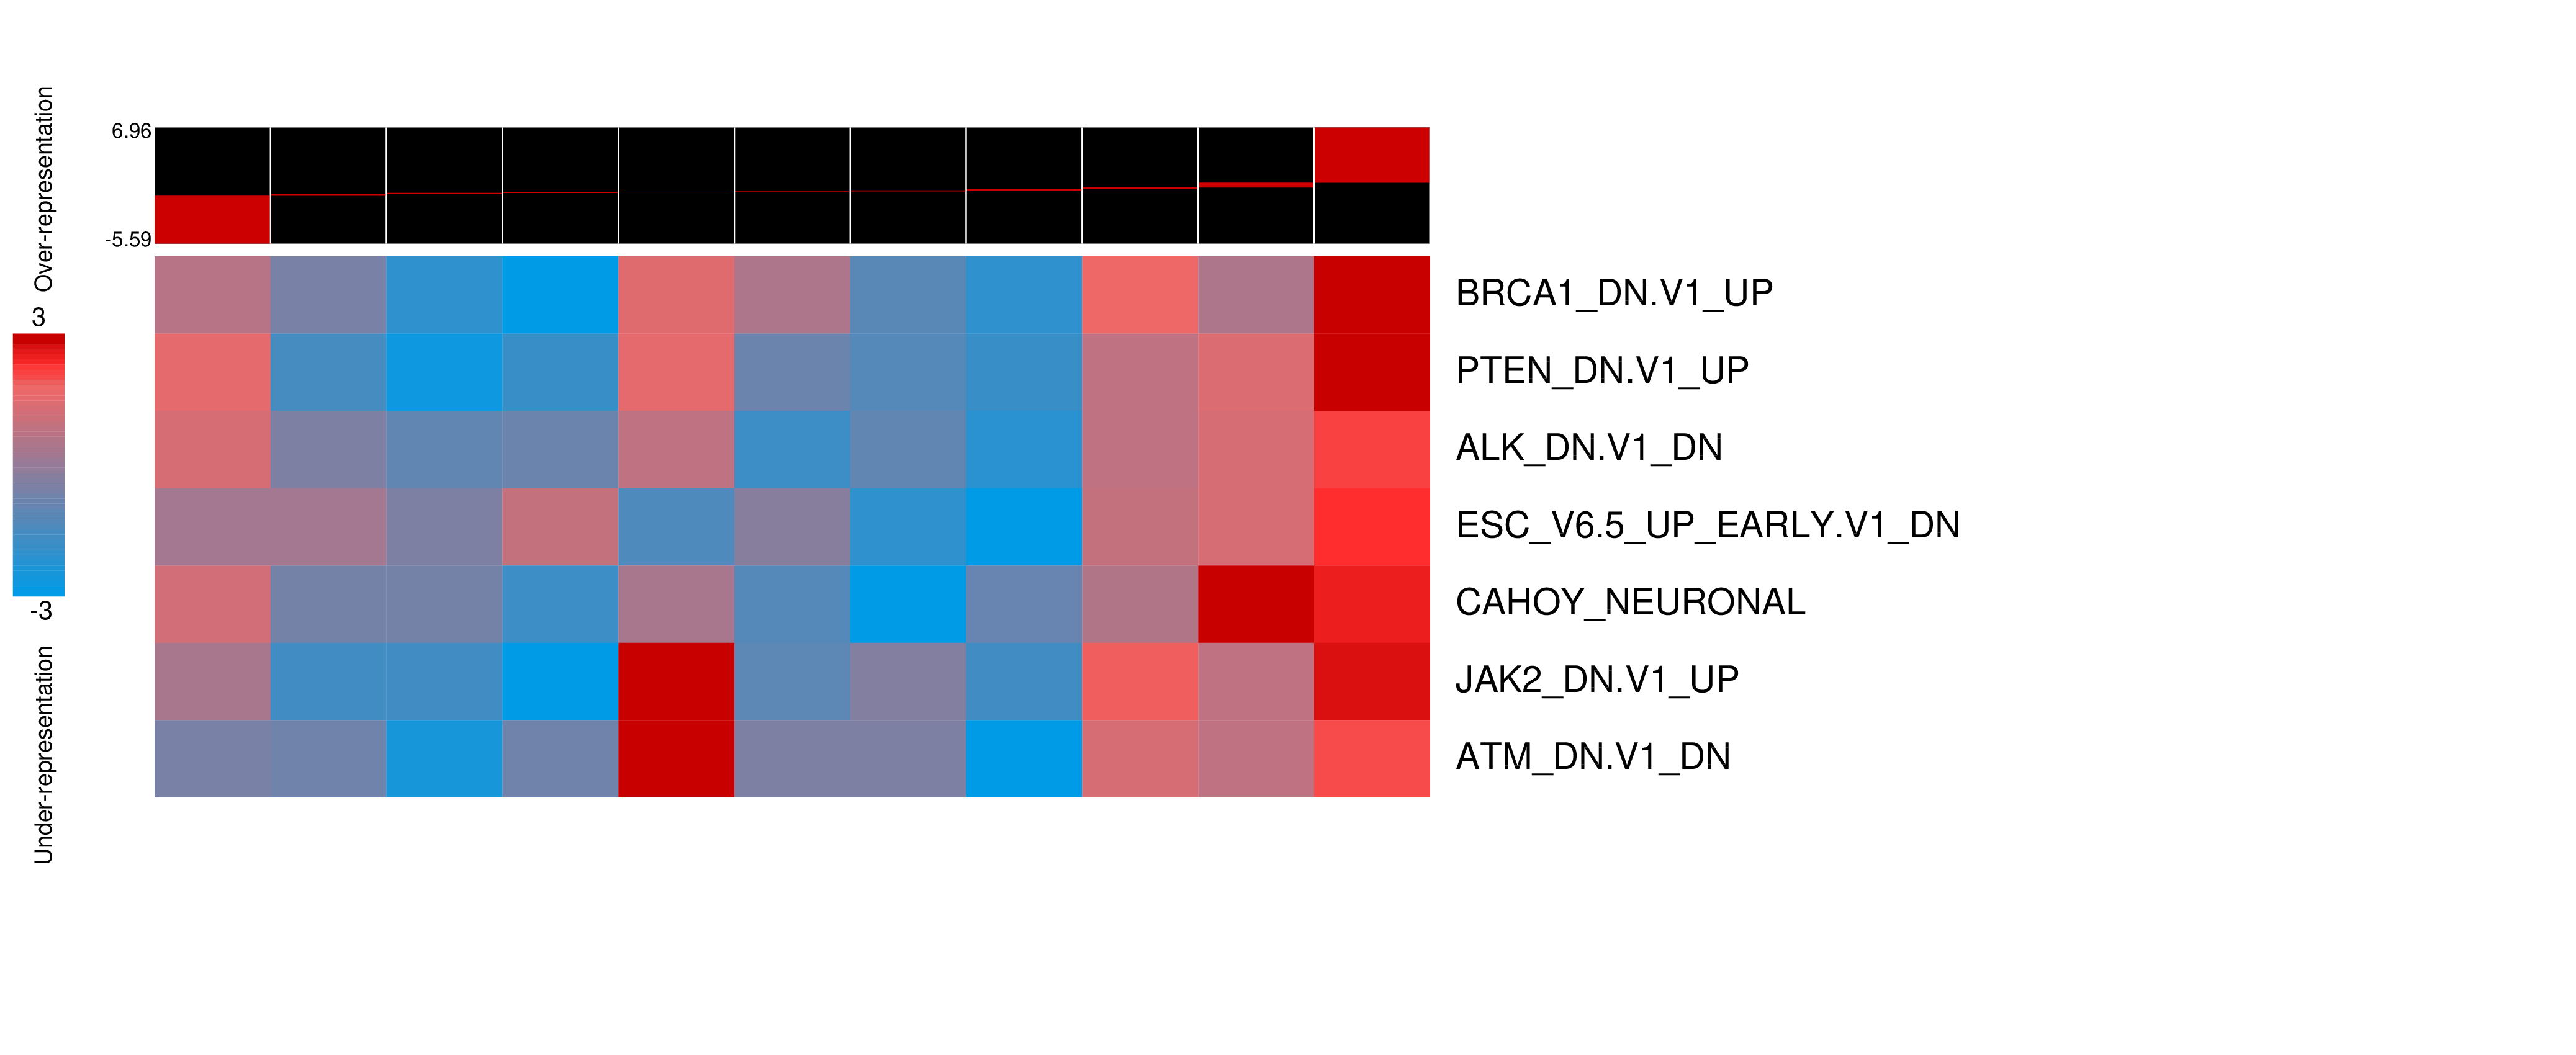 Over-representation
3
-3
Under-representation
6.96
-5.59
BRCA1_DN.V1_UP
PTEN_DN.V1_UP
ALK_DN.V1_DN
ESC_V6.5_UP_EARLY.V1_DN
CAHOY_NEURONAL
JAK2_DN.V1_UP
ATM_DN.V1_DN